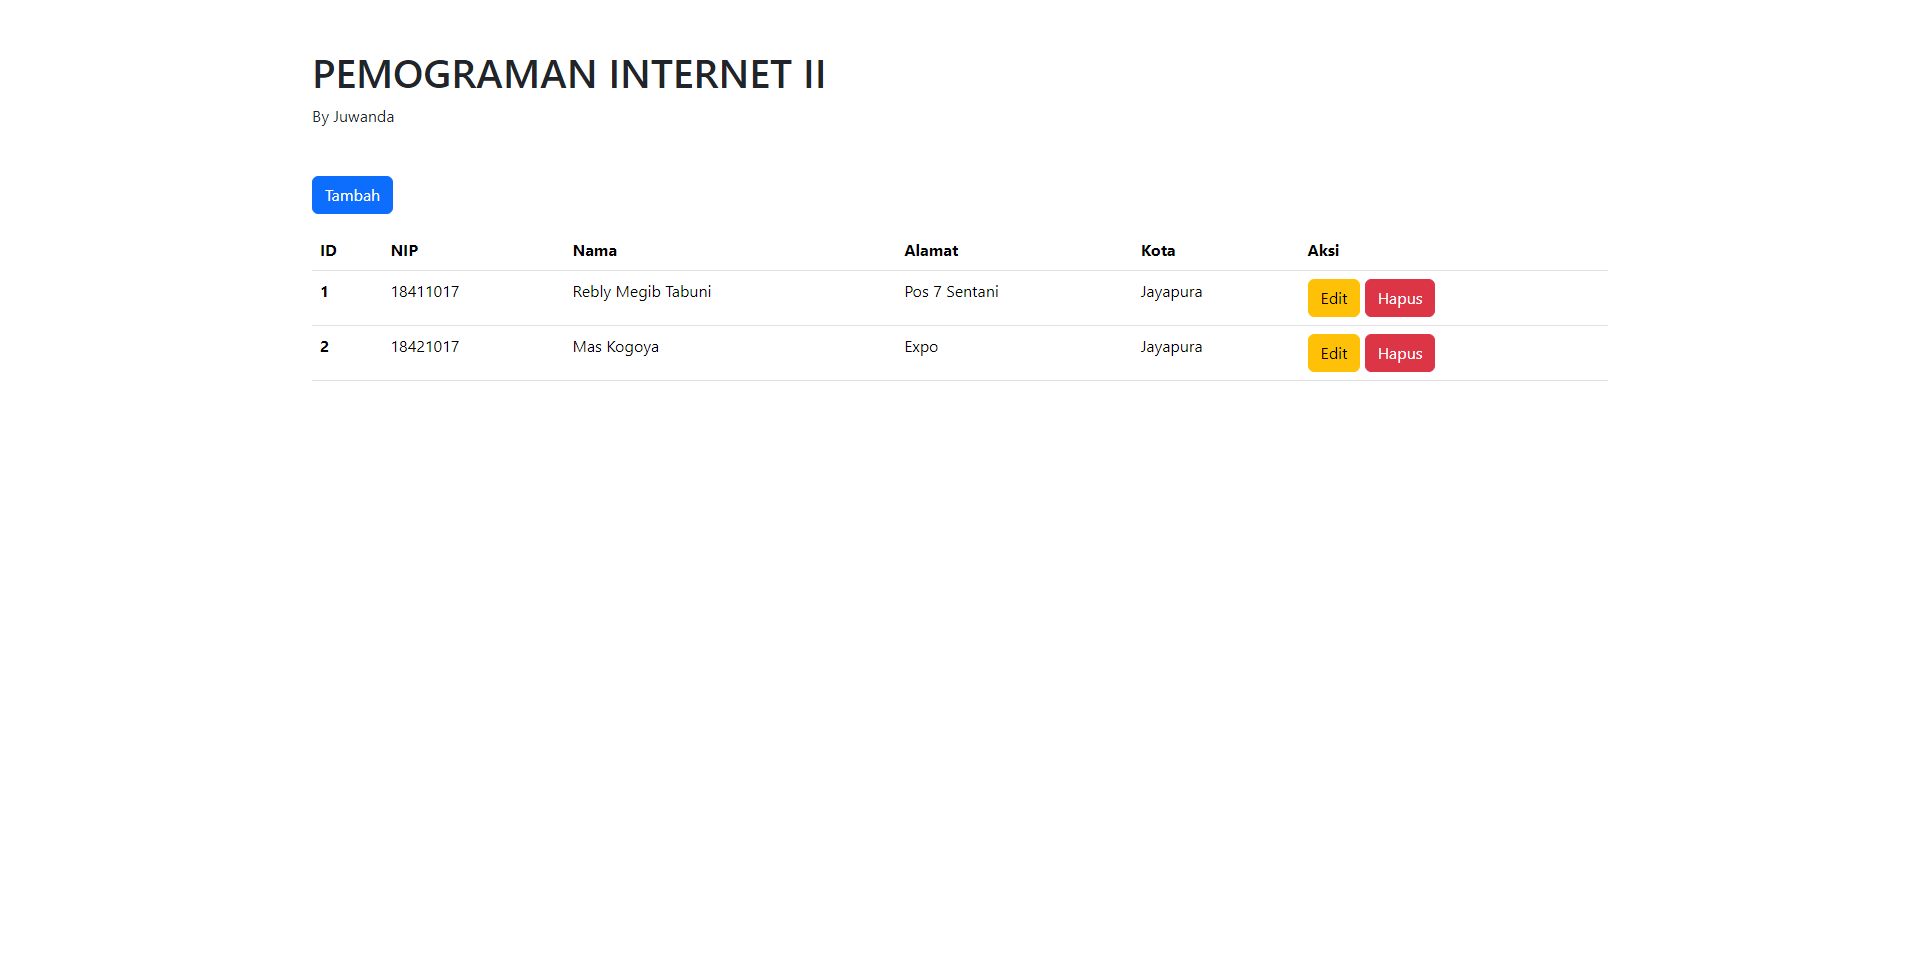 PEMOGRAMAN INTERNET II
By Juwanda
Tambah
ID NIP Nama Alamat Kota Aksi
1 18411017 Rebly Megib Tabuni Pos 7 Sentani Jayapura Edit Hapus
2 18421017 Mas Kogoya Expo Jayapura Edit Hapus